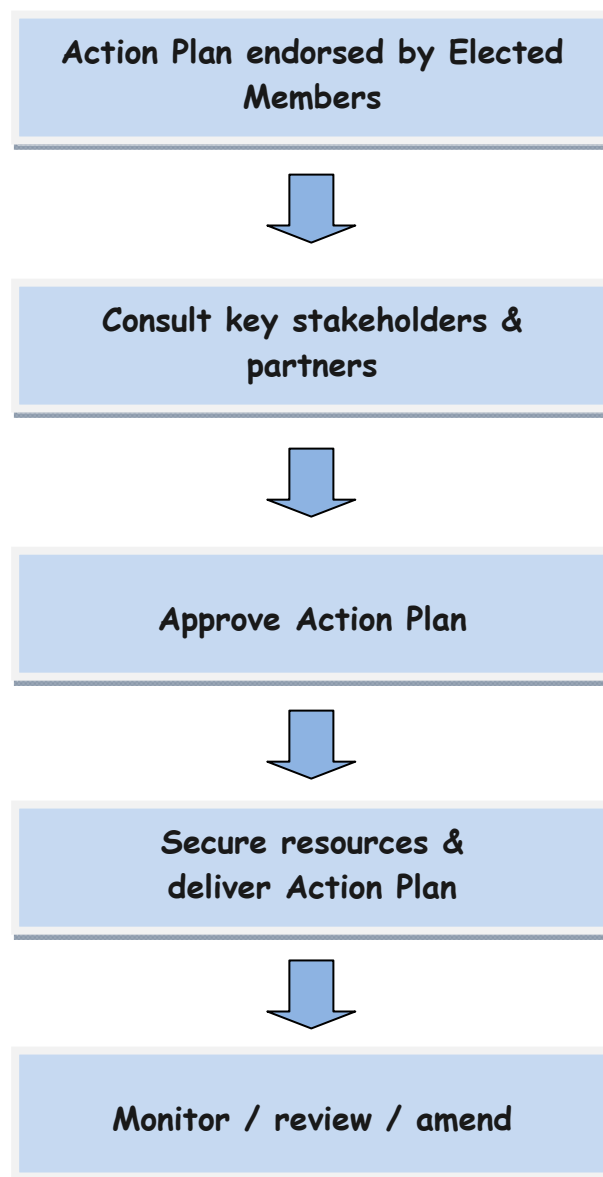 Action Plan endorsed by Elected
Members
Consult key stakeholders &
partners
Approve Action Plan
Secure resources &
deliver Action Plan
Monitor / review / amend